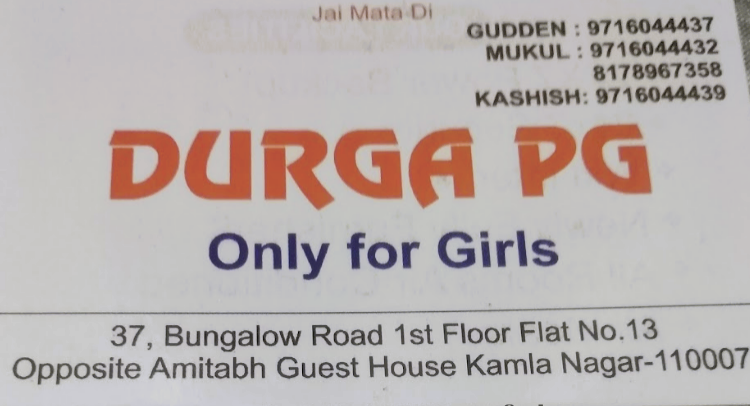 Jai Mata Di
GUDDEN : 9716044437
MUKUL : 9716044432
8178967358
KASHISH: 9716044439
DURGA PG
Only for Girls
37, Bungalow Road 1st Floor Flat No.13
Opposite Amitabh Guest House Kamla Nagar-110007